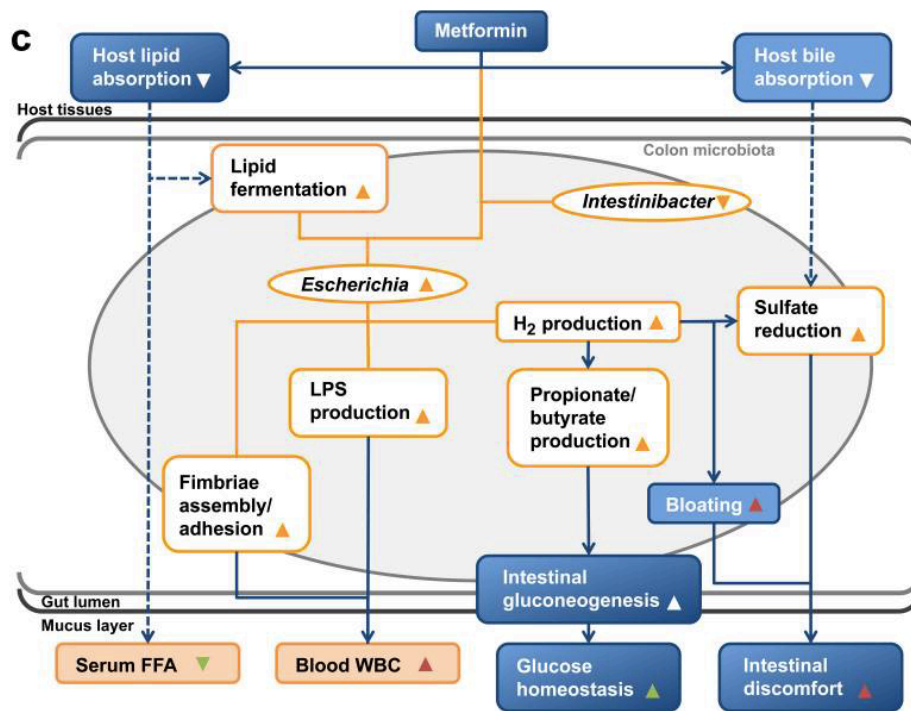 c
Metformin
Host lipid
absorption
Host bile
absorption
Host tissues
Colon microbiota
Lipid
fermentation
Intestinibacter
Escherichia
H₂ production
Sulfate
reduction
LPS
production
Propionate/
butyrate
production
Fimbriae
assembly/
adhesion
Bloating
Intestinal
gluconeogenesis
Gut lumen
Mucus layer
Serum FFA
Blood WBC
Glucose
homeostasis
Intestinal
discomfort